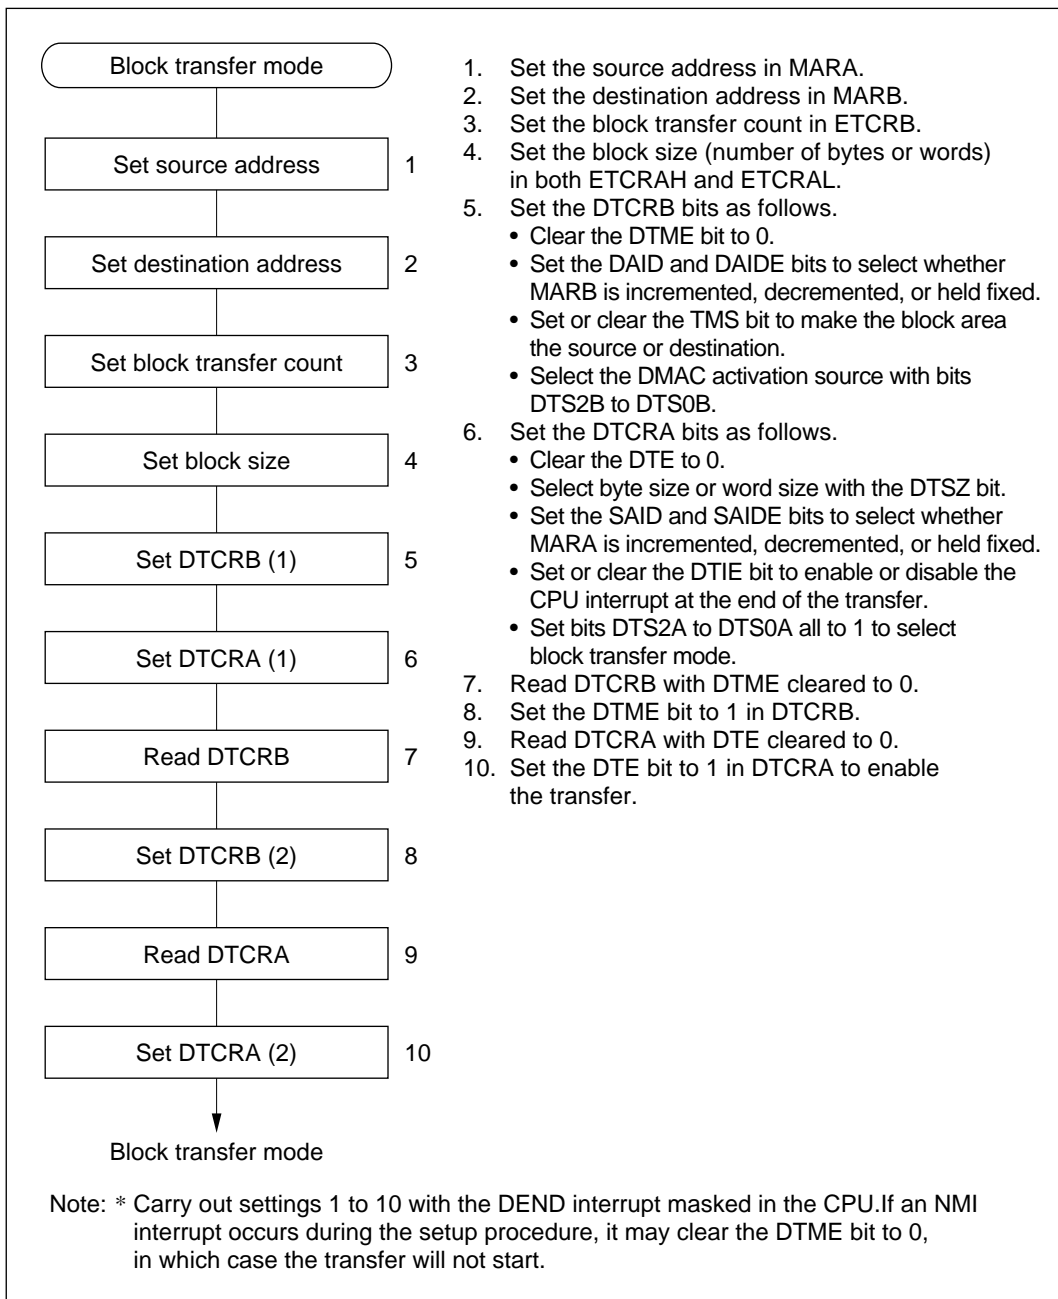 Block transfer mode
Set source address 1
Set destination address 2
Set block transfer count 3
Set block size 4
Set DTCRB (1) 5
Set DTCRA (1) 6
Read DTCRB 7
Set DTCRB (2) 8
Read DTCRA 9
Set DTCRA (2) 10
Block transfer mode
1. Set the source address in MARA.
2. Set the destination address in MARB.
3. Set the block transfer count in ETCRB.
4. Set the block size (number of bytes or words)
in both ETCRAH and ETCRAL.
5. Set the DTCRB bits as follows.
• Clear the DTME bit to 0.
• Set the DAID and DAIDE bits to select whether
MARB is incremented, decremented, or held fixed.
• Set or clear the TMS bit to make the block area
the source or destination.
• Select the DMAC activation source with bits
DTS2B to DTS0B.
6. Set the DTCRA bits as follows.
• Clear the DTE to 0.
• Select byte size or word size with the DTSZ bit.
• Set the SAID and SAIDE bits to select whether
MARA is incremented, decremented, or held fixed.
• Set or clear the DTIE bit to enable or disable the
CPU interrupt at the end of the transfer.
• Set bits DTS2A to DTS0A all to 1 to select
block transfer mode.
7. Read DTCRB with DTME cleared to 0.
8. Set the DTME bit to 1 in DTCRB.
9. Read DTCRA with DTE cleared to 0.
10. Set the DTE bit to 1 in DTCRA to enable
the transfer.
Note: * Carry out settings 1 to 10 with the DEND interrupt masked in the CPU.If an NMI
interrupt occurs during the setup procedure, it may clear the DTME bit to 0,
in which case the transfer will not start.